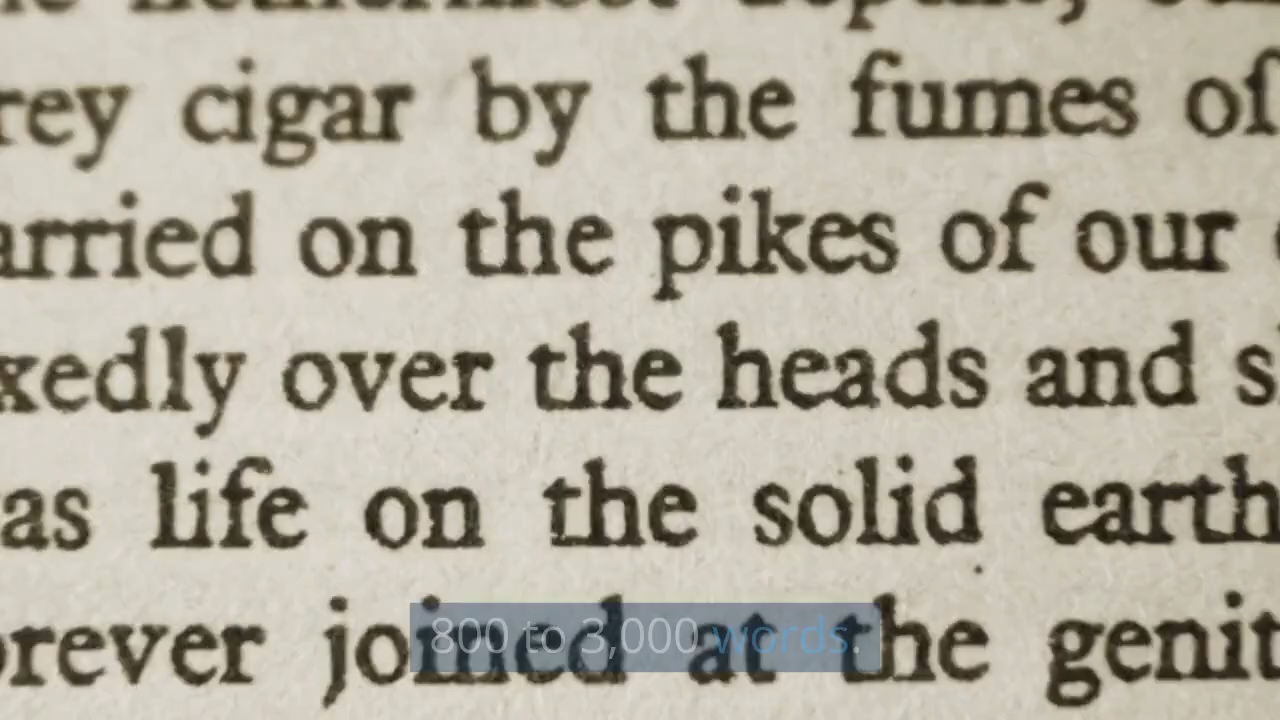 rey cigar by the fumes of
arried on the pikes of our
xedly over the heads and s
as life on the solid earth
orever joined at the genit
800 to 3,000 words.